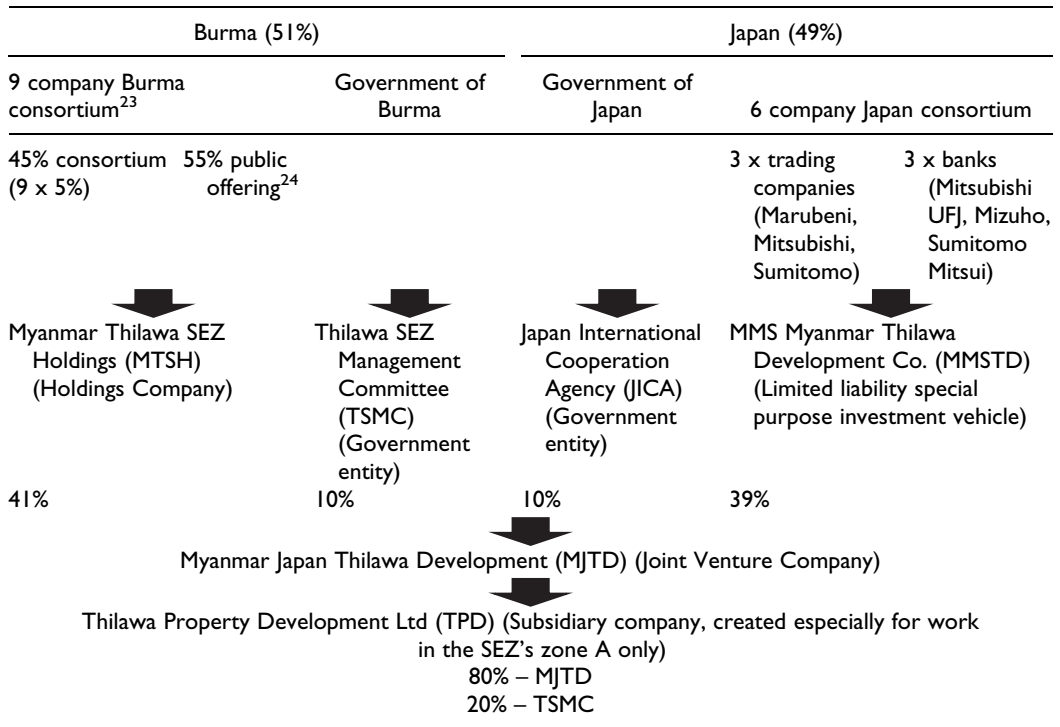 Burma (51%) Japan (49%)
9 company Burma consortium23
Government of Burma
Government of Japan
6 company Japan consortium
45% consortium (9 x 5%)
55% public offering24
3 x trading companies (Marubeni, Mitsubishi, Sumitomo)
3 x banks (Mitsubishi UFJ, Mizuho, Sumitomo Mitsui)
Myanmar Thilawa SEZ
Holdings (MTSH)
(Holdings Company)
Thilawa SEZ
Management
Committee
(TSMC)
(Government
entity)
Japan International
Cooperation
Agency (JICA)
(Government
entity)
MMS Myanmar Thilawa
Development Co. (MMSTD)
(Limited liability special
purpose investment vehicle)
41% 10% 10% 39%
Myanmar Japan Thilawa Development (MJTD) (Joint Venture Company)
Thilawa Property Development Ltd (TPD) (Subsidiary company, created especially for work
in the SEZ's zone A only)
80% – MJTD
20% – TSMC